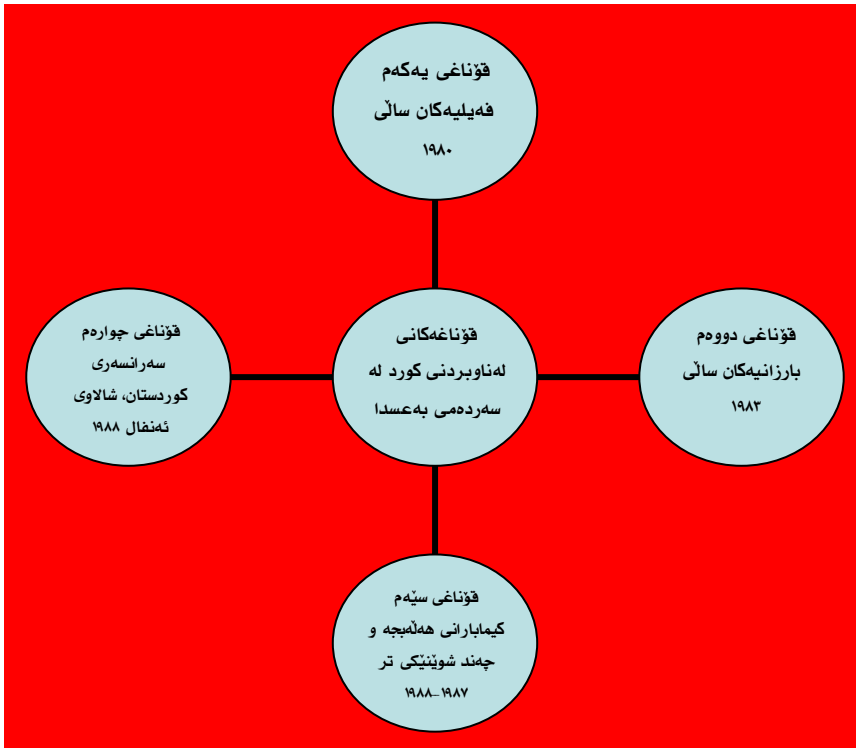 قۆناغی یەکەم
فەیلیەکان ساڵی
١٩٨٠
قۆناغەکانی
لەناوبردنی کورد لە
سەردەمی بەعسدا
قۆناغی دووەم
بارزانیەکان ساڵی
١٩٨٣
قۆناغی سێەم
کیمابارانی هەڵەبجە و
چەند شوێنێکی تر
١٩٨٧-١٩٨٨
قۆناغی چوارەم
سەرانسەری
کوردستان، شالاوی
ئەنفال ١٩٨٨